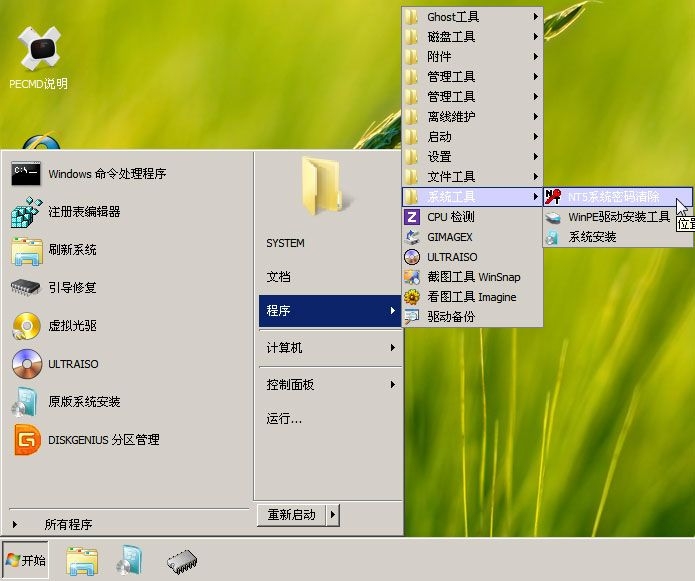 PECMD说明
Windows 命令处理程序
注册表编辑器
刷新系统
引导修复
虚拟光驱
ULTRAISO
原版系统安装
DISKGENIUS 分区管理
所有程序
SYSTEM
文档
程序
计算机
控制面板
运行...
重新启动
Ghost工具
磁盘工具
附件
管理工具
管理工具
离线维护
启动
设置
文件工具
系统工具
CPU 检测
GIMAGEX
ULTRAISO
截图工具 WinSnap
看图工具 Imagine
驱动备份
NT5系统密码清除
WinPE驱动安装工具
系统安装
位置
开始